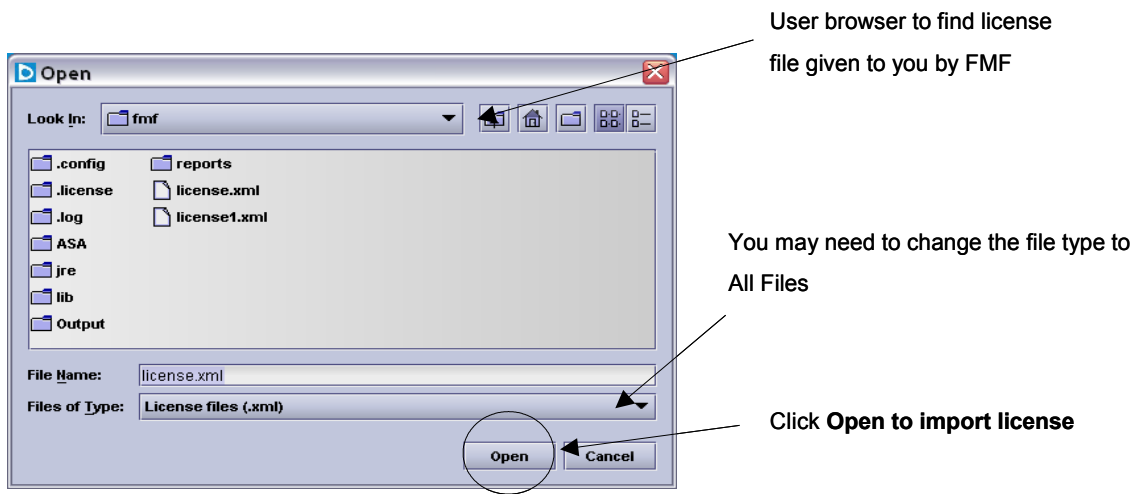 User browser to find license
file given to you by FMF
Open
Look In: fmf
.config reports
.license license.xml
.log license1.xml
ASA
jre
lib
Output
You may need to change the file type to
All Files
File Name: license.xml
Files of Type: License files (.xml)
Click Open to import license
Open Cancel